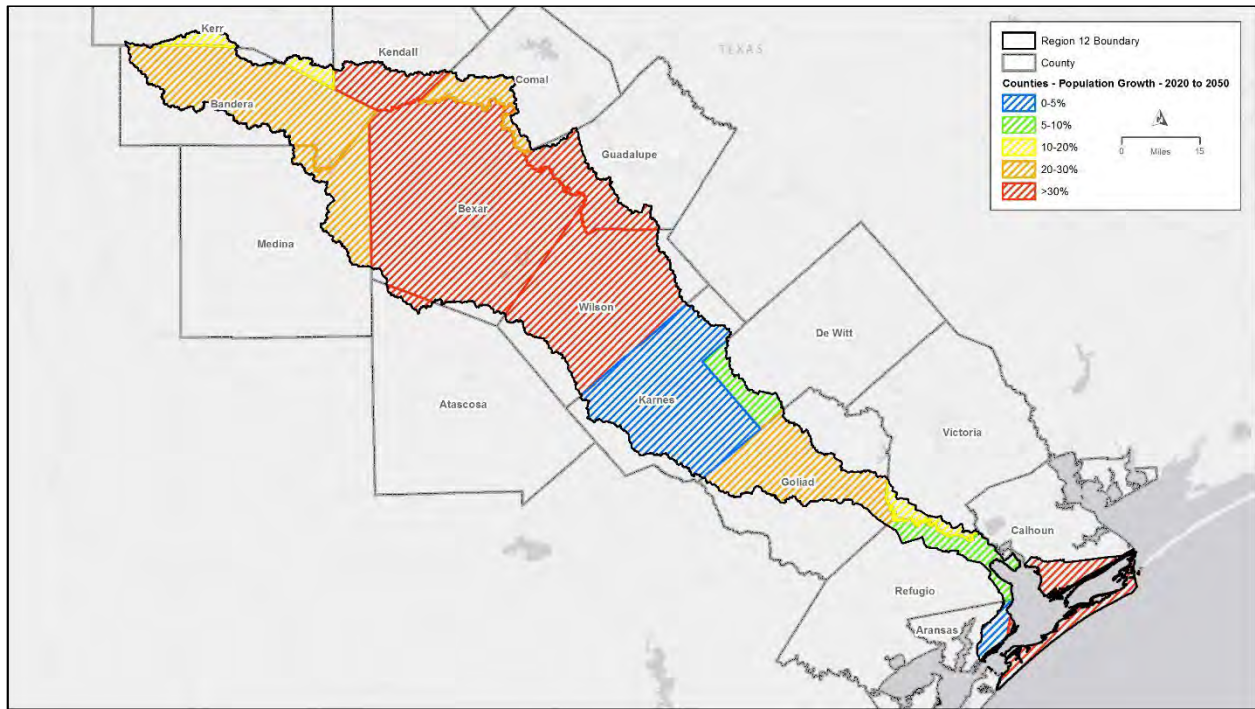 Kerr
Kendall
TEXAS
Comal
Bandera
Guadalupe
Bexar
Medina
Wilson
De Witt
Karnes
Atascosa
Victoria
Goliad
Calhoun
Refugio
Aransas
Region 12 Boundary
County
Counties - Population Growth - 2020 to 2050
0-5%
5-10%
10-20%
20-30%
>30%
0 15
Miles